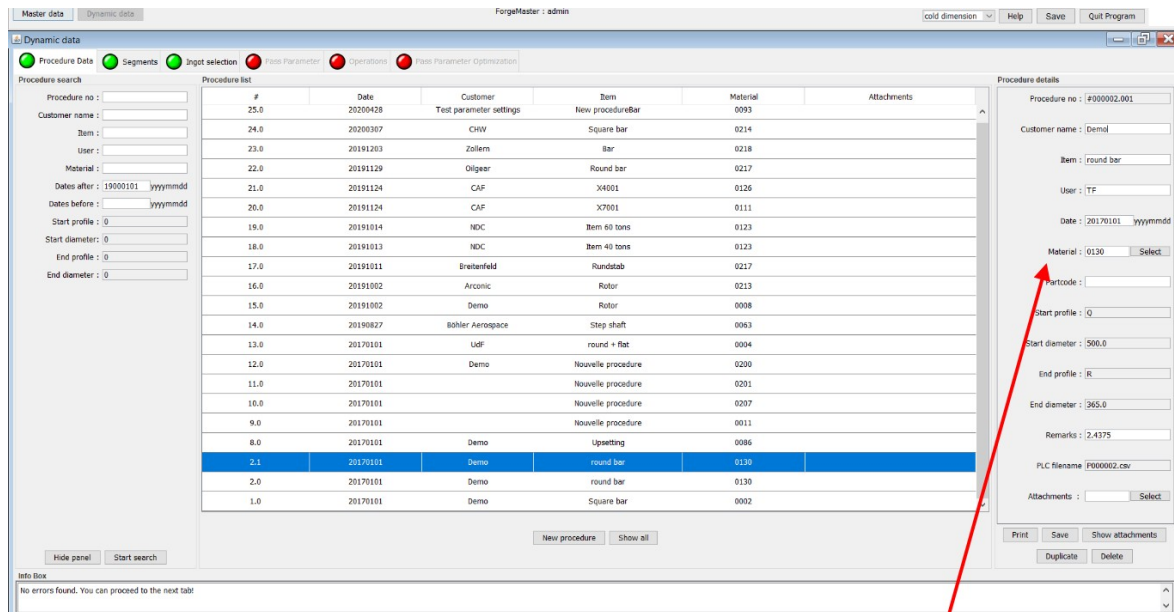 ForgeMaster : admin
Master data Dynamic data cold dimension Help Save Quit Program
Dynamic data
Procedure Data Segments Ingot selection Pass Parameter Operations Pass Parameter Optimization
Procedure search
Procedure no :
Customer name :
Item :
User :
Material :
Dates after : 19000101 yyyymmdd
Dates before : yyyymmdd
Start profile : 0
Start diameter: 0
End profile : 0
End diameter : 0
Hide panel Start search
Procedure list
# Date Customer Item Material Attachments
25.0 20200428 Test parameter settings New procedureBar 0093
24.0 20200307 CHW Square bar 0214
23.0 20191203 Zollern Bar 0218
22.0 20191129 Oilgear Round bar 0217
21.0 20191124 CAF X4001 0126
20.0 20191124 CAF X7001 0111
19.0 20191014 NDC Item 60 tons 0123
18.0 20191013 NDC Item 40 tons 0123
17.0 20191011 Breitenfeld Rundstab 0217
16.0 20191002 Arconic Rotor 0213
15.0 20191002 Demo Rotor 0008
14.0 20190827 Böhler Aerospace Step shaft 0063
13.0 20170101 UdF round + flat 0004
12.0 20170101 Demo Nouvelle procedure 0200
11.0 20170101 Nouvelle procedure 0201
10.0 20170101 Nouvelle procedure 0207
9.0 20170101 Nouvelle procedure 0011
8.0 20170101 Demo Upsetting 0086
2.1 20170101 Demo round bar 0130
2.0 20170101 Demo round bar 0130
1.0 20170101 Demo Square bar 0002
New procedure Show all
Procedure details
Procedure no : #000002.001
Customer name : Demo
Item : round bar
User : TF
Date : 20170101 yyyymmdd
Material : 0130 Select
Partcode :
Start profile : Q
Start diameter : 500.0
End profile : R
End diameter : 365.0
Remarks : 2.4375
PLC filename P000002.csv
Attachments : Select
Print Save Show attachments
Duplicate Delete
Info Box
No errors found. You can proceed to the next tab!